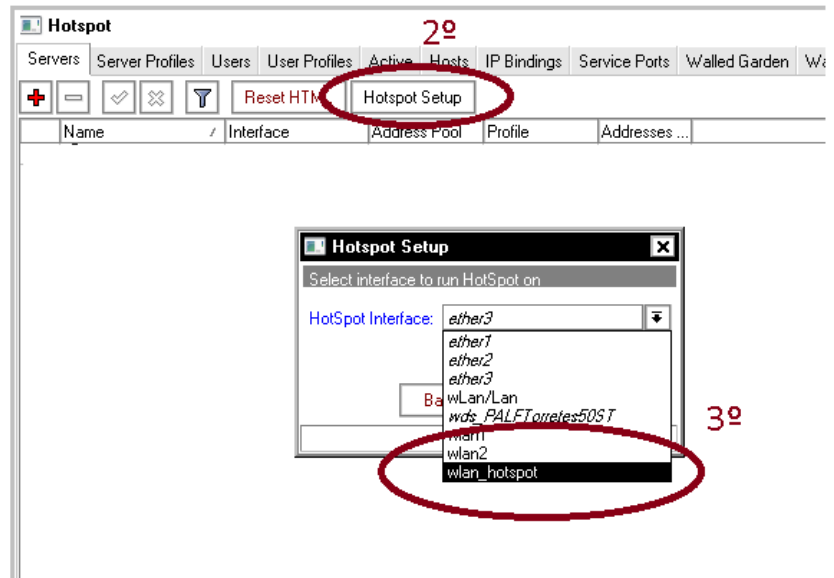 Hotspot
2º
Servers Server Profiles Users User Profiles Active Hosts IP Bindings Service Ports Walled Garden
Reset HTM Hotspot Setup
Name / Interface Address Pool Profile Addresses ...
Hotspot Setup
Select interface to run HotSpot on
HotSpot Interface: ether3
ether1
ether2
ether3
wLan/Lan
wds_PALFTorretes50ST
wlan1
wlan2
wlan_hotspot
3º